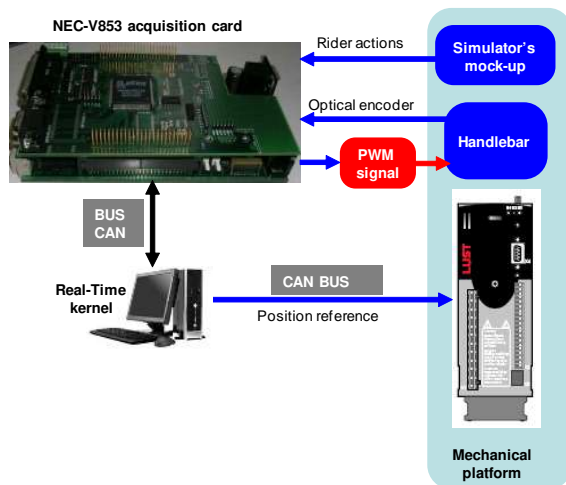 NEC-V853 acquisition card
Rider actions
Simulator's
mock-up
Optical encoder
Handlebar
PWM
signal
BUS
CAN
LUST
Real-Time
kernel
CAN BUS
Position reference
Mechanical
platform